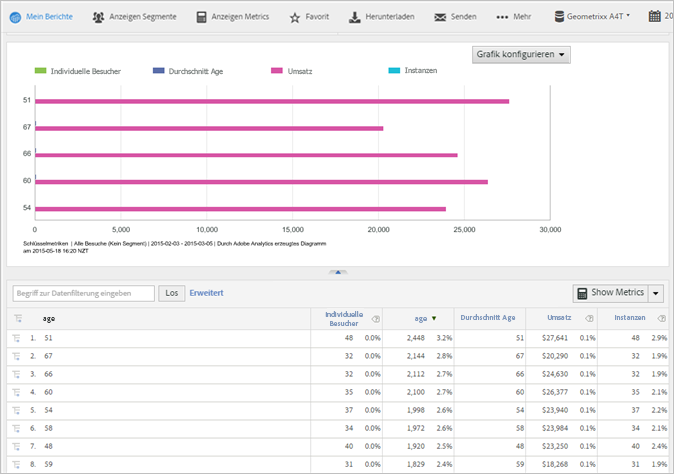 Mein Berichte Anzeigen Segmente Anzeigen Metrics Favorit Herunterladen Senden Mehr Geometrixx A4T 20
Grafik konfigurieren
Individuelle Besucher Durchschnitt Age Umsatz Instanzen
51
67
66
60
54
0 5,000 10,000 15,000 20,000 25,000 30,000
Schlüsselmetriken | Alle Besuche (Kein Segment) | 2015-02-03 - 2015-03-05 | Durch Adobe Analytics erzeugtes Diagramm
am 2015-05-18 16:20 NZT
Begriff zur Datenfilterung eingeben Los Erweitert Show Metrics
age Individuelle Besucher age Durchschnitt Age Umsatz Instanzen
1. 51 48 0.0% 2,448 3.2% 51 $27,641 0.1% 48 2.9%
2. 67 32 0.0% 2,144 2.8% 67 $20,290 0.1% 32 1.9%
3. 66 32 0.0% 2,112 2.7% 66 $24,630 0.1% 32 1.9%
4. 60 35 0.0% 2,100 2.7% 60 $26,377 0.1% 35 2.1%
5. 54 37 0.0% 1,998 2.6% 54 $23,940 0.1% 37 2.2%
6. 58 34 0.0% 1,972 2.6% 58 $23,984 0.1% 34 2.1%
7. 48 40 0.0% 1,920 2.5% 48 $23,250 0.1% 40 2.4%
8. 59 31 0.0% 1,829 2.4% 59 $18,268 0.1% 31 1.9%